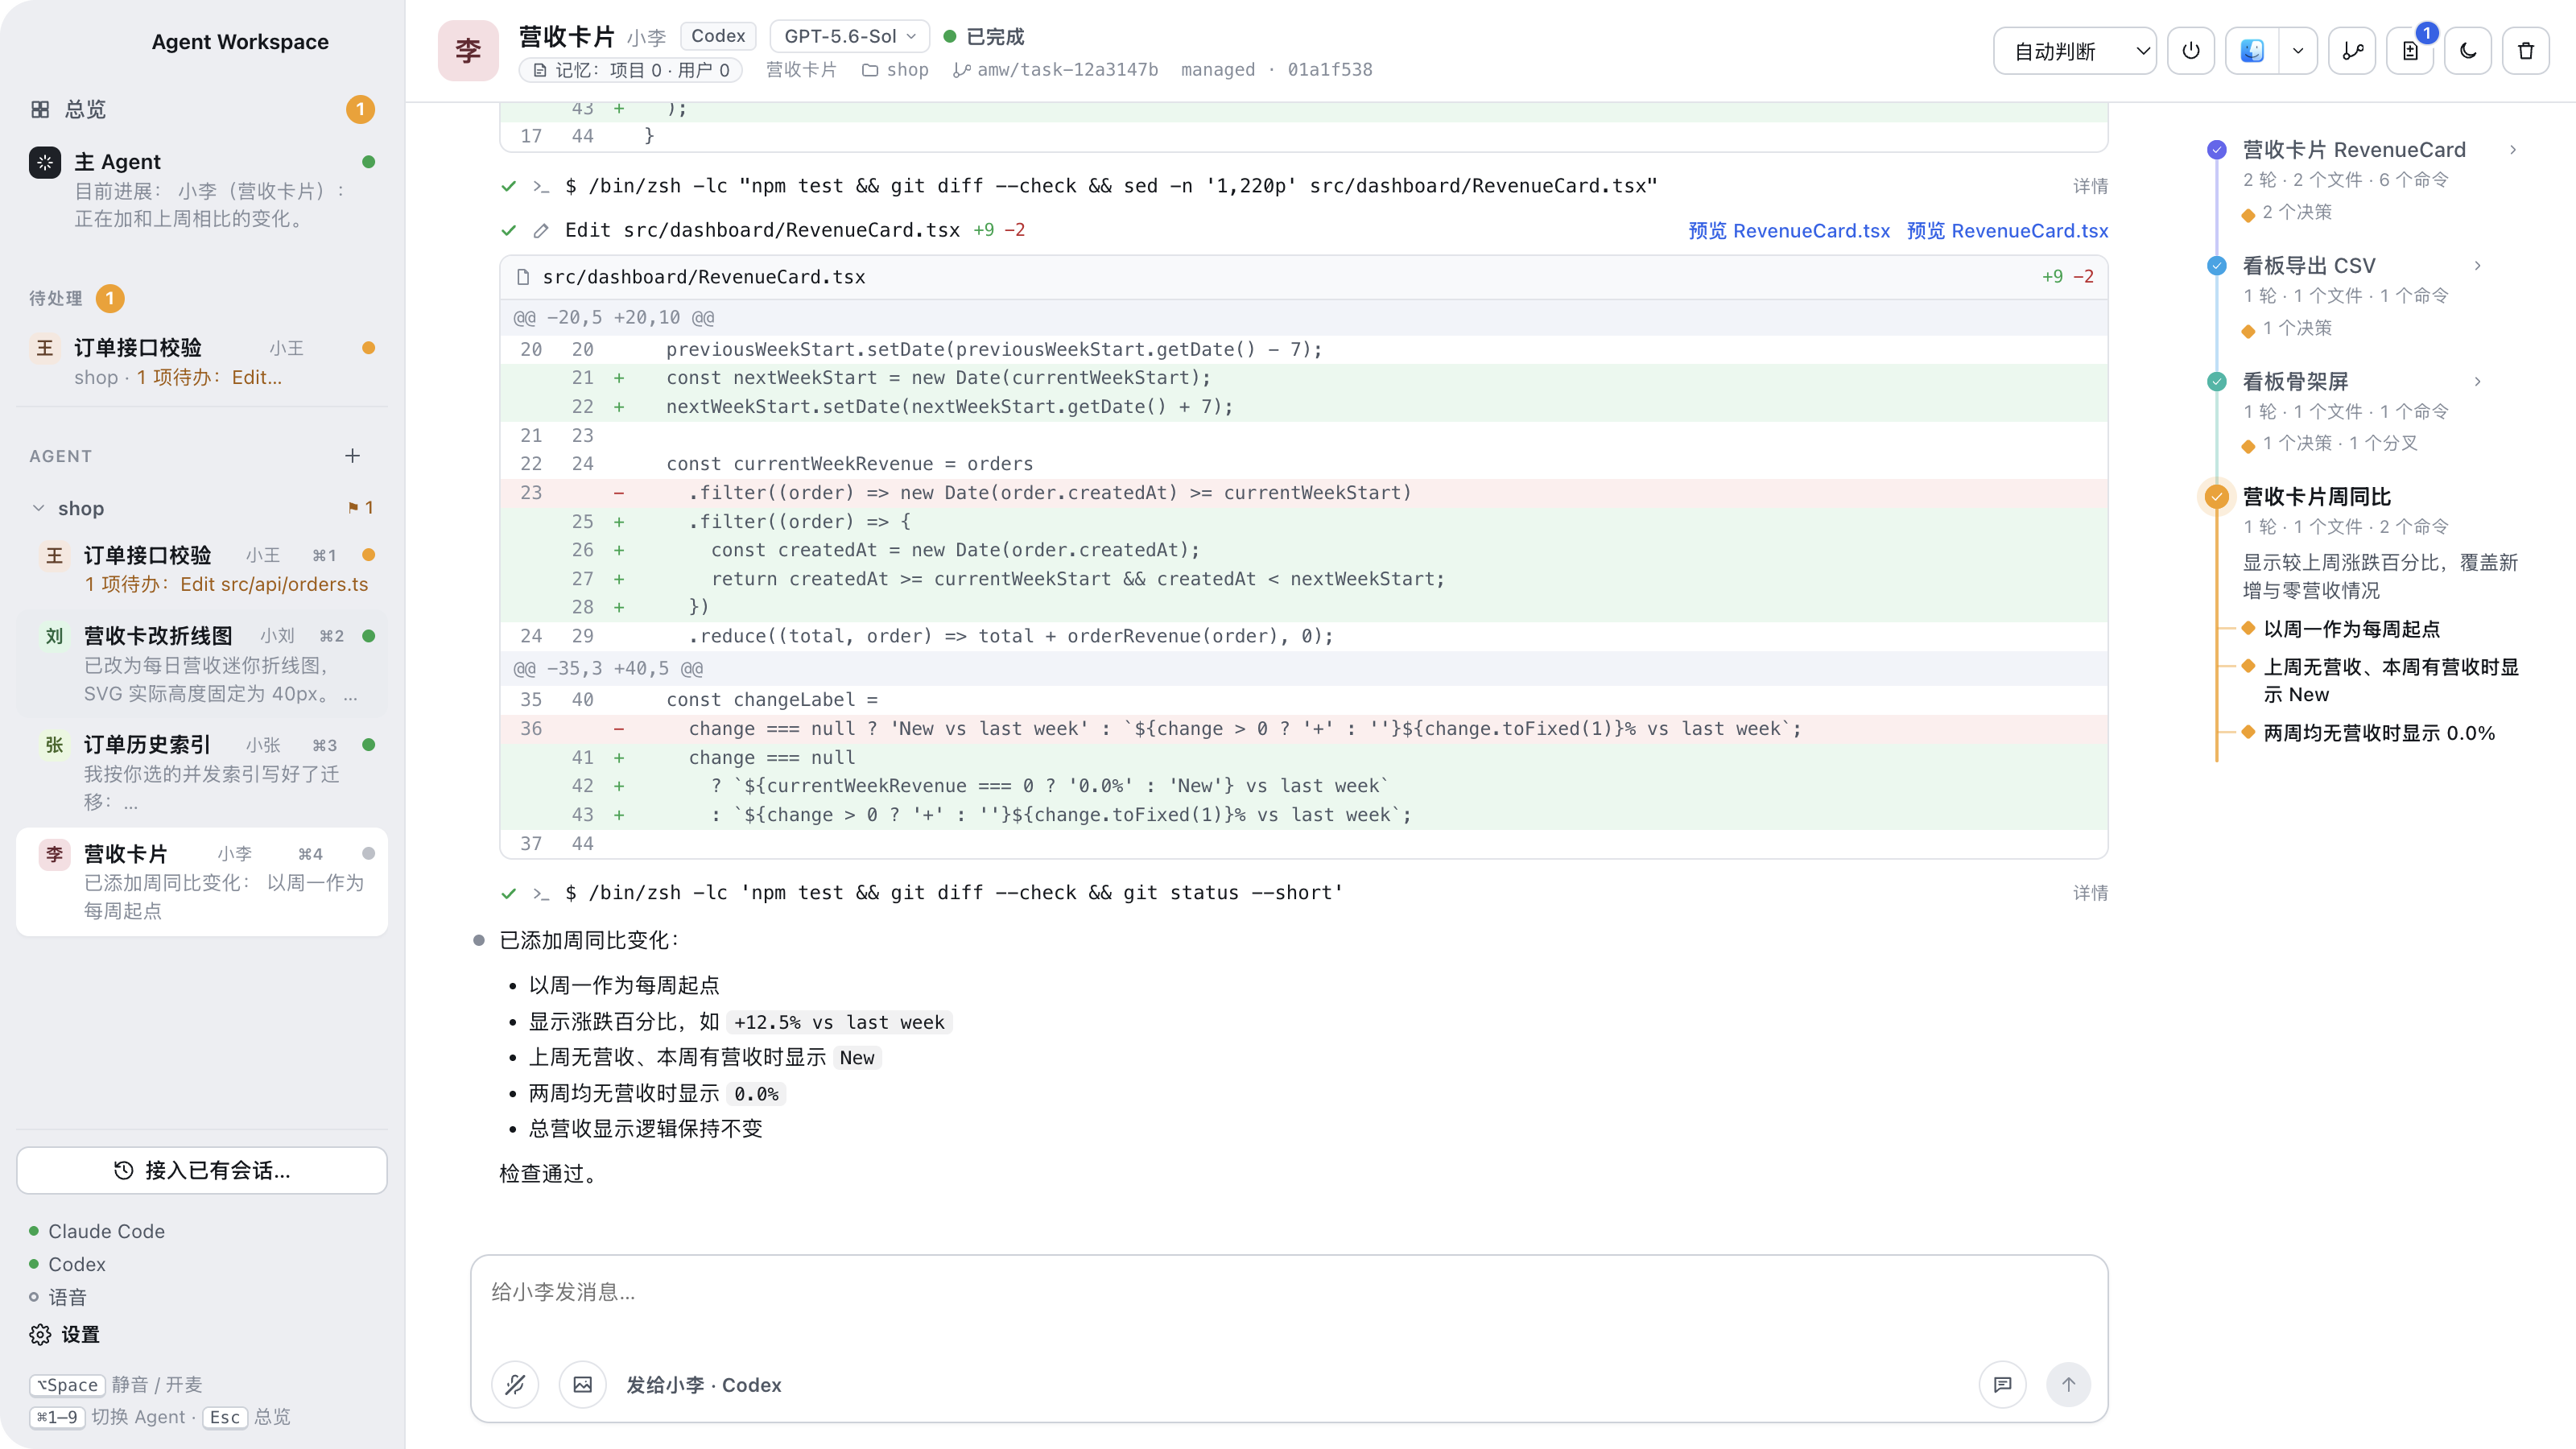 Agent Workspace
总览
1
主 Agent
目前进展： 小李（营收卡片）：
正在加和上周相比的变化。
待处理 1
王 订单接口校验 小王
shop · 1 项待办：Edit…
AGENT
shop 1
王 订单接口校验 小王 ⌘1
1 项待办：Edit src/api/orders.ts
刘 营收卡改折线图 小刘 ⌘2
已改为每日营收迷你折线图，
SVG 实际高度固定为 40px。 …
张 订单历史索引 小张 ⌘3
我按你选的并发索引写好了迁
移：…
李 营收卡片 小李 ⌘4
已添加周同比变化： 以周一作为
每周起点
接入已有会话…
Claude Code
Codex
语音
设置
⌥Space 静音 / 开麦
⌘1–9 切换 Agent · Esc 总览
李 营收卡片 小李 Codex GPT-5.6-Sol 已完成
记忆：项目 0 · 用户 0 营收卡片 shop amw/task-12a3147b managed · 01a1f538
自动判断
1
43 + );
17 44 }
$ /bin/zsh -lc "npm test && git diff --check && sed -n '1,220p' src/dashboard/RevenueCard.tsx" 详情
Edit src/dashboard/RevenueCard.tsx +9 −2 预览 RevenueCard.tsx 预览 RevenueCard.tsx
src/dashboard/RevenueCard.tsx +9 −2
@@ -20,5 +20,10 @@
20 20 previousWeekStart.setDate(previousWeekStart.getDate() - 7);
21 + const nextWeekStart = new Date(currentWeekStart);
22 + nextWeekStart.setDate(nextWeekStart.getDate() + 7);
21 23
22 24 const currentWeekRevenue = orders
23 − .filter((order) => new Date(order.createdAt) >= currentWeekStart)
25 + .filter((order) => {
26 + const createdAt = new Date(order.createdAt);
27 + return createdAt >= currentWeekStart && createdAt < nextWeekStart;
28 + })
24 29 .reduce((total, order) => total + orderRevenue(order), 0);
@@ -35,3 +40,5 @@
35 40 const changeLabel =
36 − change === null ? 'New vs last week' : `${change > 0 ? '+' : ''}${change.toFixed(1)}% vs last week`;
41 + change === null
42 + ? `${currentWeekRevenue === 0 ? '0.0%' : 'New'} vs last week`
43 + : `${change > 0 ? '+' : ''}${change.toFixed(1)}% vs last week`;
37 44
$ /bin/zsh -lc 'npm test && git diff --check && git status --short' 详情
已添加周同比变化：
• 以周一作为每周起点
• 显示涨跌百分比，如 +12.5% vs last week
• 上周无营收、本周有营收时显示 New
• 两周均无营收时显示 0.0%
• 总营收显示逻辑保持不变
检查通过。
给小李发消息…
发给小李 · Codex
营收卡片 RevenueCard
2 轮 · 2 个文件 · 6 个命令
2 个决策
看板导出 CSV
1 轮 · 1 个文件 · 1 个命令
1 个决策
看板骨架屏
1 轮 · 1 个文件 · 1 个命令
1 个决策 · 1 个分叉
营收卡片周同比
1 轮 · 1 个文件 · 2 个命令
显示较上周涨跌百分比，覆盖新
增与零营收情况
以周一作为每周起点
上周无营收、本周有营收时显
示 New
两周均无营收时显示 0.0%